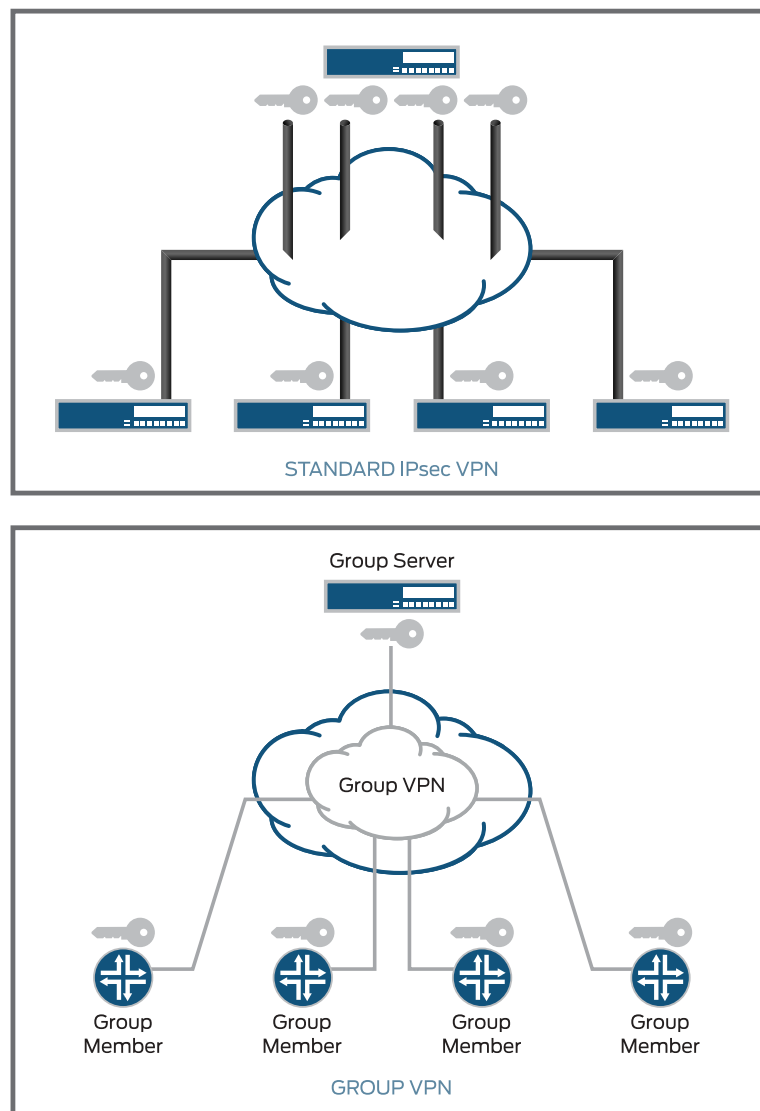 STANDARD IPsec VPN
Group Server
Group VPN
Group
Member
Group
Member
Group
Member
Group
Member
GROUP VPN